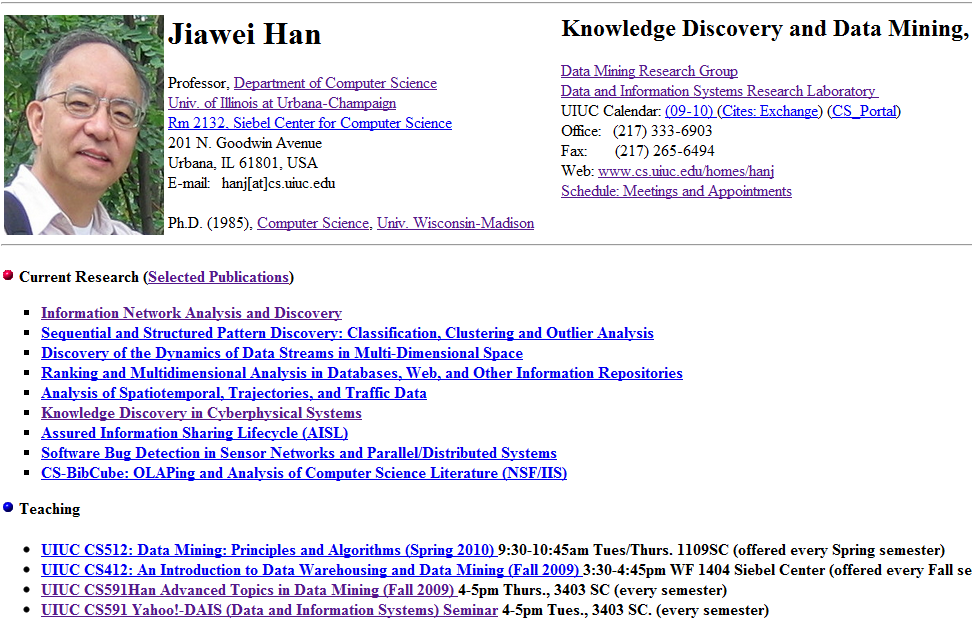 Jiawei Han
Professor, Department of Computer Science
Univ. of Illinois at Urbana-Champaign
Rm 2132, Siebel Center for Computer Science
201 N. Goodwin Avenue
Urbana, IL 61801, USA
E-mail: hanj[at]cs.uiuc.edu
Ph.D. (1985), Computer Science, Univ. Wisconsin-Madison
Knowledge Discovery and Data Mining,
Data Mining Research Group
Data and Information Systems Research Laboratory
UIUC Calendar: (09-10) (Cites: Exchange) (CS_Portal)
Office: (217) 333-6903
Fax: (217) 265-6494
Web: www.cs.uiuc.edu/homes/hanj
Schedule: Meetings and Appointments
Current Research (Selected Publications)
Information Network Analysis and Discovery
Sequential and Structured Pattern Discovery: Classification, Clustering and Outlier Analysis
Discovery of the Dynamics of Data Streams in Multi-Dimensional Space
Ranking and Multidimensional Analysis in Databases, Web, and Other Information Repositories
Analysis of Spatiotemporal, Trajectories, and Traffic Data
Knowledge Discovery in Cyberphysical Systems
Assured Information Sharing Lifecycle (AISL)
Software Bug Detection in Sensor Networks and Parallel/Distributed Systems
CS-BibCube: OLAPing and Analysis of Computer Science Literature (NSF/IIS)
Teaching
UIUC CS512: Data Mining: Principles and Algorithms (Spring 2010) 9:30-10:45am Tues/Thurs. 1109SC (offered every Spring semester)
UIUC CS412: An Introduction to Data Warehousing and Data Mining (Fall 2009) 3:30-4:45pm WF 1404 Siebel Center (offered every Fall se
UIUC CS591Han Advanced Topics in Data Mining (Fall 2009) 4-5pm Thurs., 3403 SC (every semester)
UIUC CS591 Yahoo!-DAIS (Data and Information Systems) Seminar 4-5pm Tues., 3403 SC. (every semester)